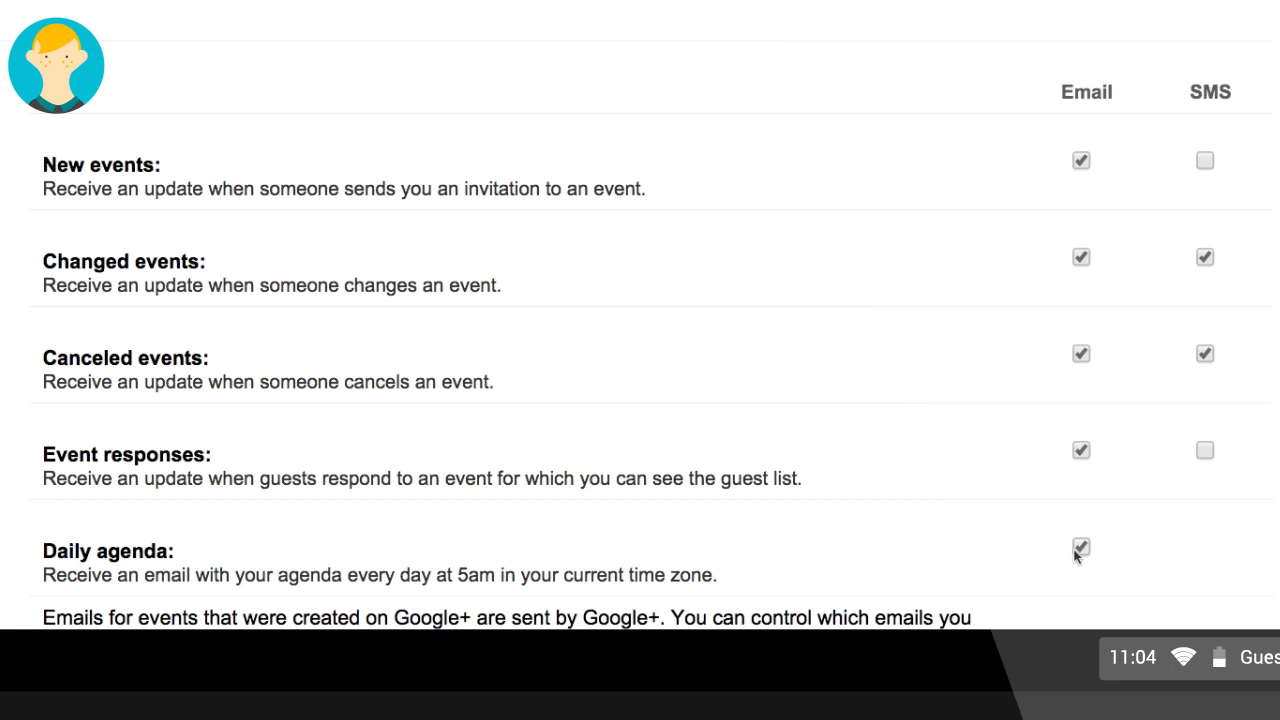 Email SMS
New events:
Receive an update when someone sends you an invitation to an event.
Changed events:
Receive an update when someone changes an event.
Canceled events:
Receive an update when someone cancels an event.
Event responses:
Receive an update when guests respond to an event for which you can see the guest list.
Daily agenda:
Receive an email with your agenda every day at 5am in your current time zone.
Emails for events that were created on Google+ are sent by Google+. You can control which emails you
11:04 Gues